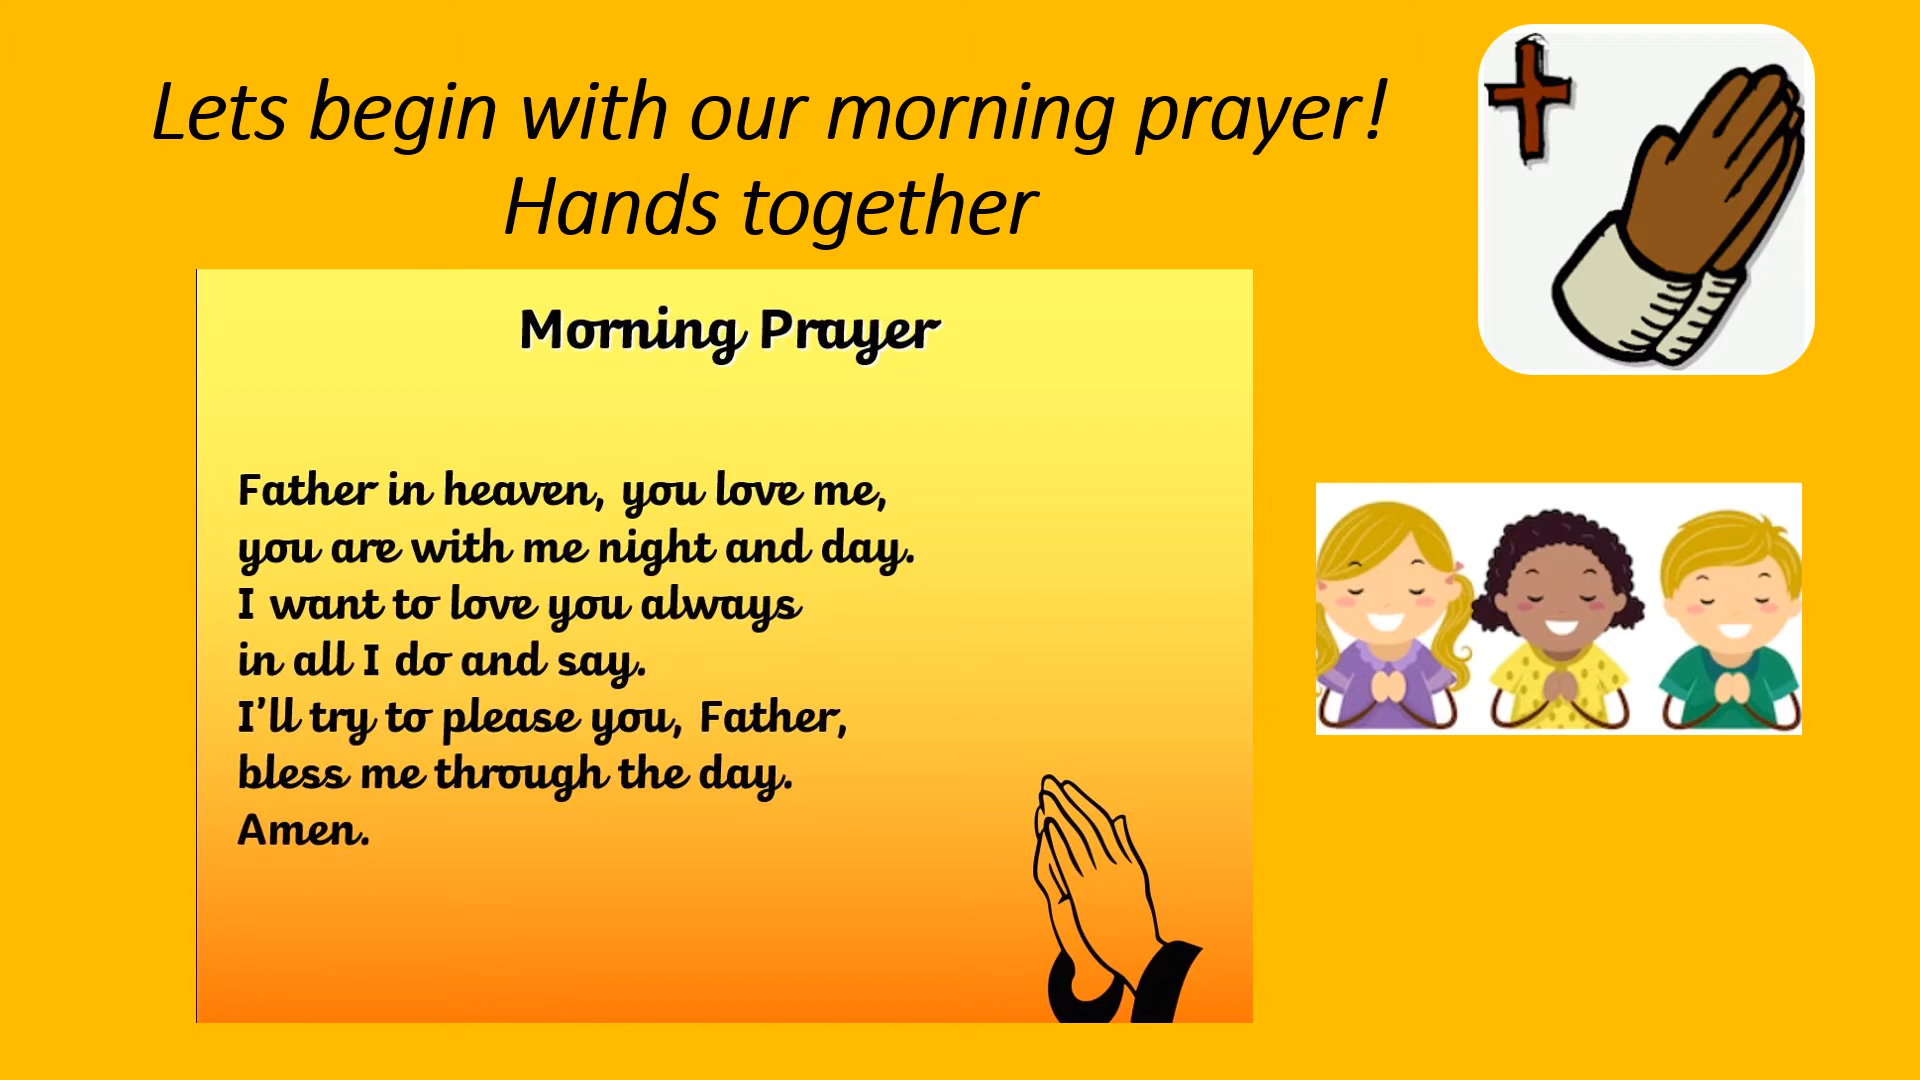 Lets begin with our morning prayer!
Hands together
Morning Prayer
Father in heaven, you love me,
you are with me night and day.
I want to love you always
in all I do and say.
I'll try to please you, Father,
bless me through the day.
Amen.